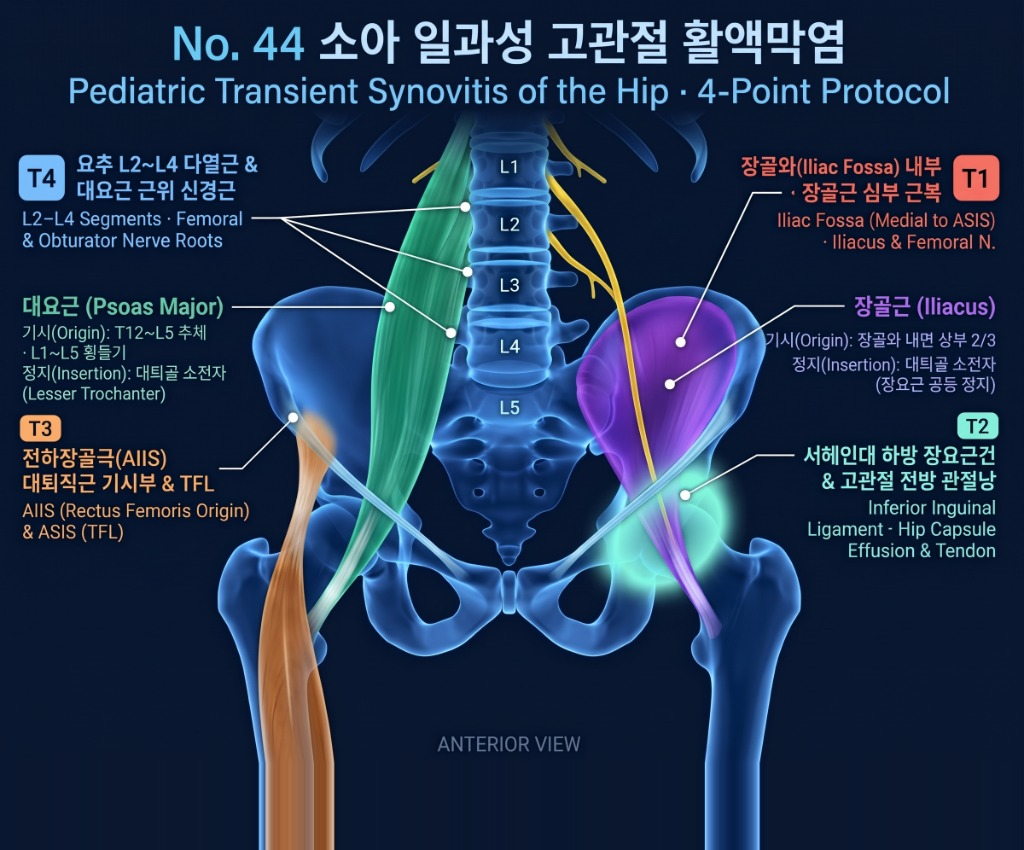 No. 44 소아 일과성 고관절 활액막염
Pediatric Transient Synovitis of the Hip · 4-Point Protocol
T4
요추 L2~L4 다열근 &
대요근 근위 신경근
L2–L4 Segments · Femoral
& Obturator Nerve Roots
대요근 (Psoas Major)
기시(Origin): T12~L5 추체
· L1~L5 횡돌기
정지(Insertion): 대퇴골 소전자
(Lesser Trochanter)
T3
전하장골극(AIIS)
대퇴직근 기시부 & TFL
AIIS (Rectus Femoris Origin)
& ASIS (TFL)
L1
L2
L3
L4
L5
장골와(Iliac Fossa) 내부
· 장골근 심부 근복
T1
Iliac Fossa (Medial to ASIS)
· Iliacus & Femoral N.
장골근 (Iliacus)
기시(Origin): 장골와 내면 상부 2/3
정지(Insertion): 대퇴골 소전자
(장요근 공동 정지)
T2
서혜인대 하방 장요근건
& 고관절 전방 관절낭
Inferior Inguinal
Ligament · Hip Capsule
Effusion & Tendon
ANTERIOR VIEW